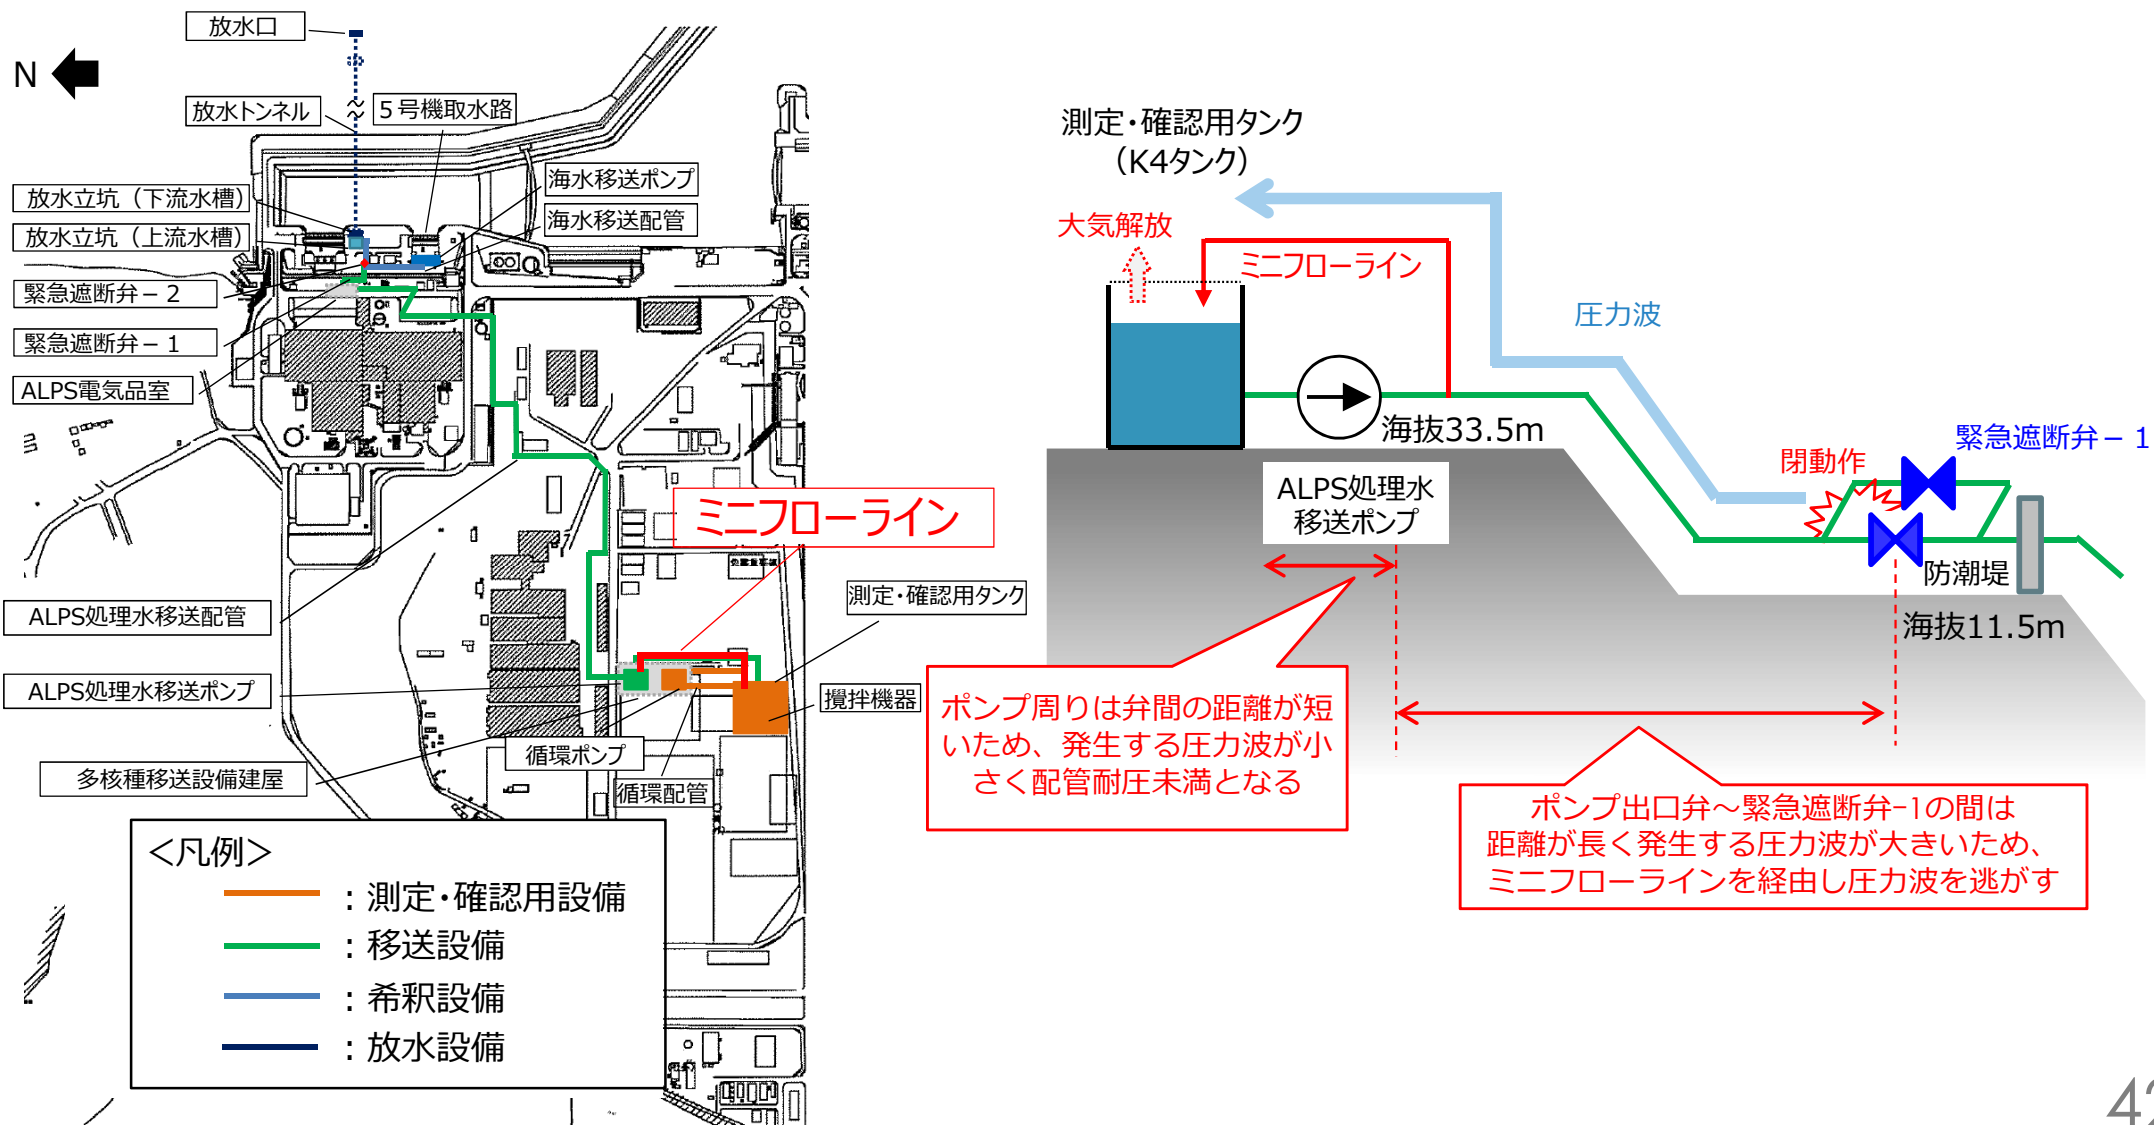 放水口
N
放水トンネル
５号機取水路
海水移送ポンプ
放水立坑（下流水槽）
海水移送配管
放水立坑（上流水槽）
緊急遮断弁－２
緊急遮断弁－１
ALPS電気品室
ミニフローライン
測定・確認用タンク
ALPS処理水移送配管
ALPS処理水移送ポンプ
攪拌機器
循環ポンプ
多核種移送設備建屋
循環配管
＜凡例＞
：測定・確認用設備
：移送設備
：希釈設備
：放水設備
測定・確認用タンク
（K4タンク）
大気解放
ミニフローライン
圧力波
海抜33.5m
緊急遮断弁－１
閉動作
ALPS処理水
移送ポンプ
防潮堤
海抜11.5m
ポンプ周りは弁間の距離が短
いため、発生する圧力波が小
さく配管耐圧未満となる
ポンプ出口弁～緊急遮断弁-1の間は
距離が長く発生する圧力波が大きいため、
ミニフローラインを経由し圧力波を逃がす
42